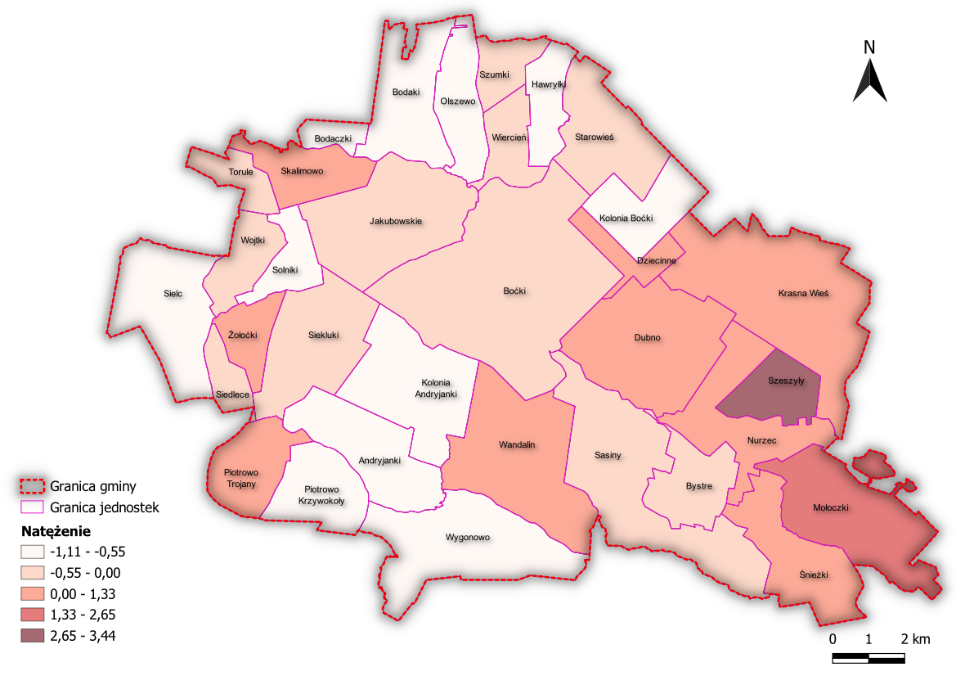 N
Szumki
Bodaki
Hawryłki
Olszewo
Bodaczki
Wiercień
Starowieś
Torule
Skalimowo
Jakubowskie
Kolonia Boćki
Wojtki
Dziecinne
Solniki
Sielc
Boćki
Krasna Wieś
Żołoćki
Siekluki
Dubno
Kolonia
Andryjanki
Szeszyły
Siedlece
Wandalin
Nurzec
Sasiny
Andryjanki
Piotrowo
Trojany
Bystre
Piotrowo
Krzywokoły
Mołoczki
Wygonowo
Śnieżki
Granica gminy
Granica jednostek
Natężenie
-1,11 - -0,55
-0,55 - 0,00
0,00 - 1,33
1,33 - 2,65
2,65 - 3,44
0 1 2 km